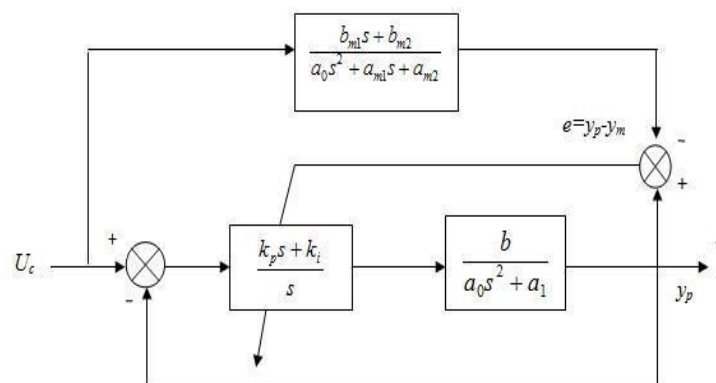 b_{m1}s + b_{m2}
a_0s^2 + a_{m1}s + a_{m2}
e=y_p-y_m
-
+
U_c
+
-
k_ps + k_i
s
b
a_0s^2 + a_1
y_p